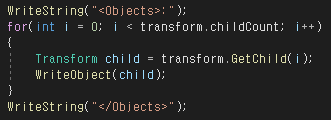 WriteString("<Objects>:");
for(int i = 0; i < transform.childCount; i++)
{
    Transform child = transform.GetChild(i);
    WriteObject(child);
}
WriteString("</Objects>");